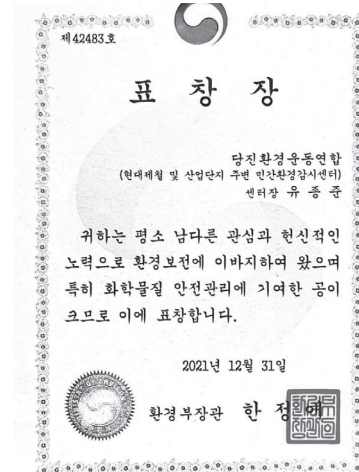 제42483호
표 창 장
당진환경운동연합
(현대제철 및 산업단지 주변 민간환경감시센터)
센터장 유 종 준
귀하는 평소 남다른 관심과 헌신적인
노력으로 환경보전에 이바지하여 왔으며
특히 화학물질 안전관리에 기여한 공이
크므로 이에 표창합니다.
2021년 12월 31일
환경부장관 한 정 애